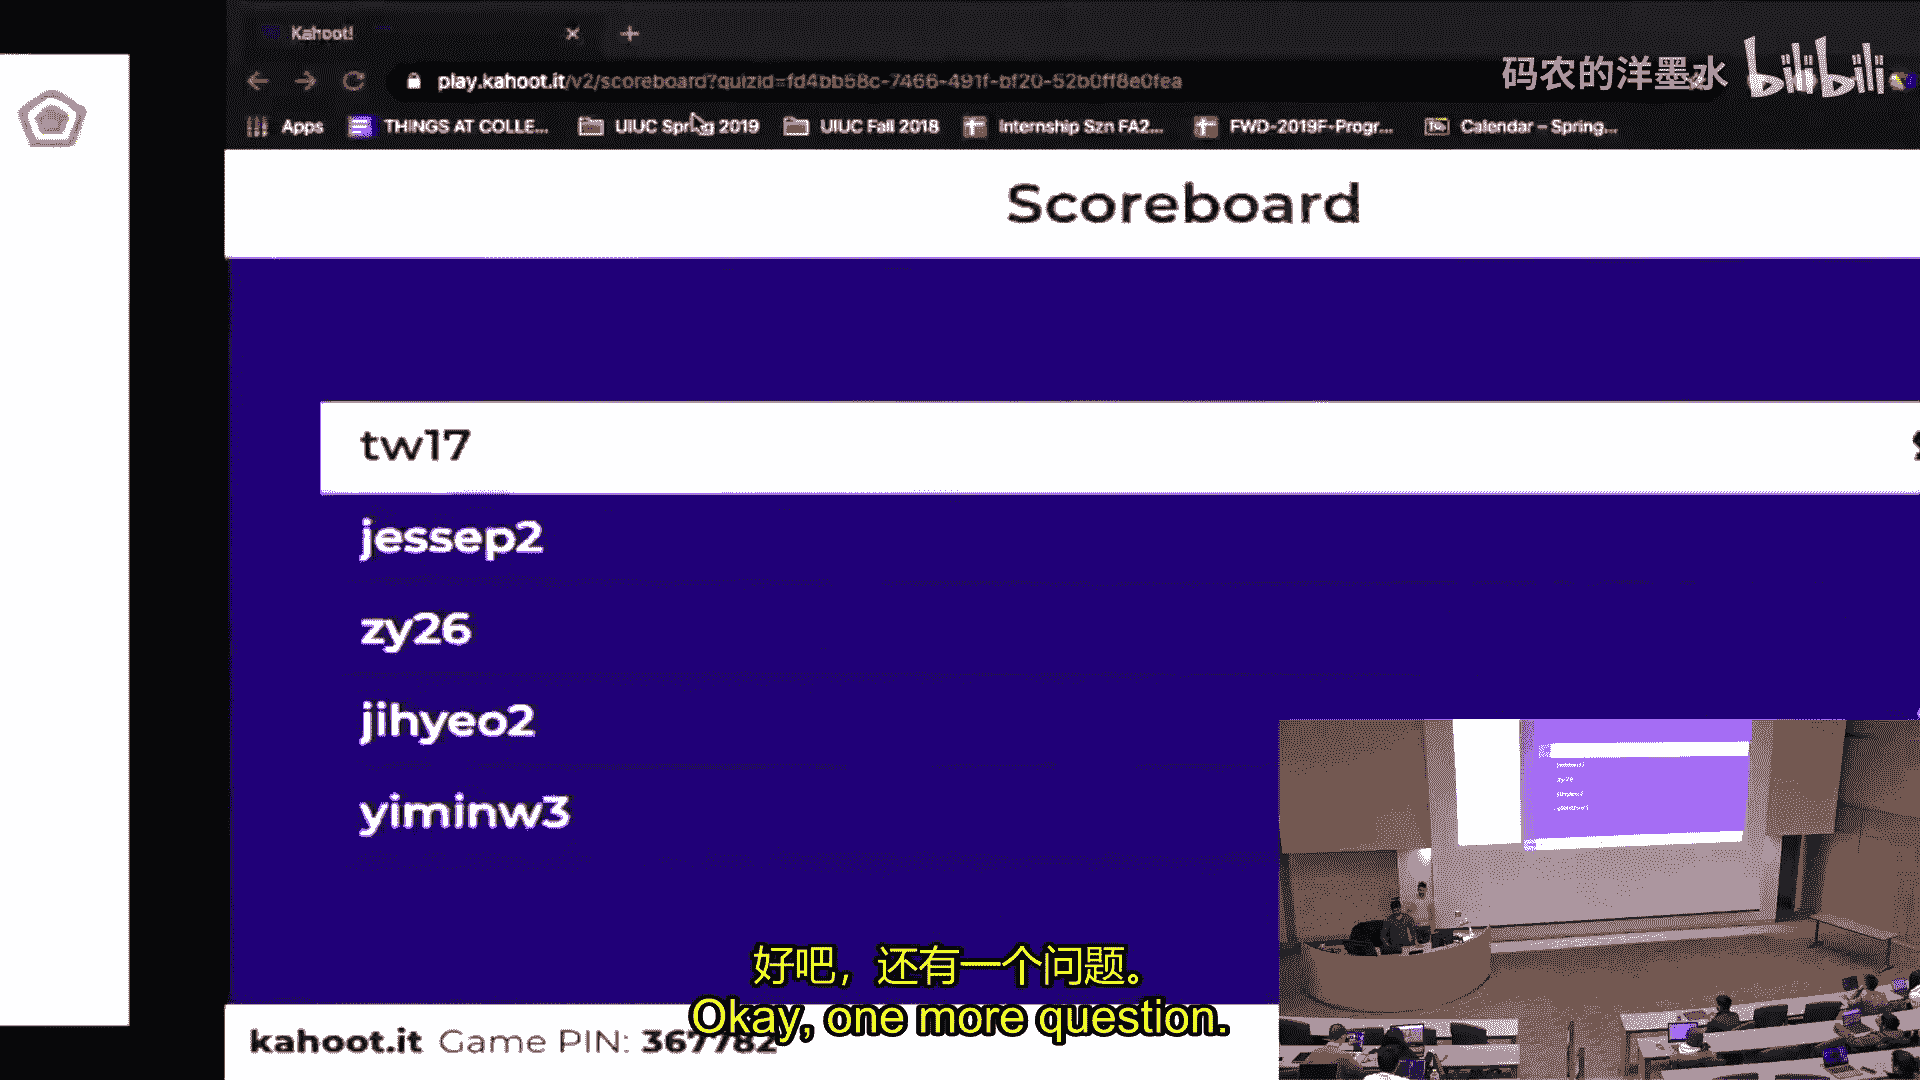 Kahoot!
play.kahoot.it/v2/scoreboard?quizId=fd4bb58c-7466-491f-bf20-52b0ff8e0fea
码农的洋墨水 bilibili
Apps THINGS AT COLLE... UIUC Spring 2019 UIUC Fall 2018 Internship Szn FA2... FWD-2019F-Progr... Calendar – Spring...
Scoreboard
tw17
jessep2
zy26
jihyeo2
yiminw3
好吧，还有一个问题。
Okay, one more question.
kahoot.it Game PIN: 367782